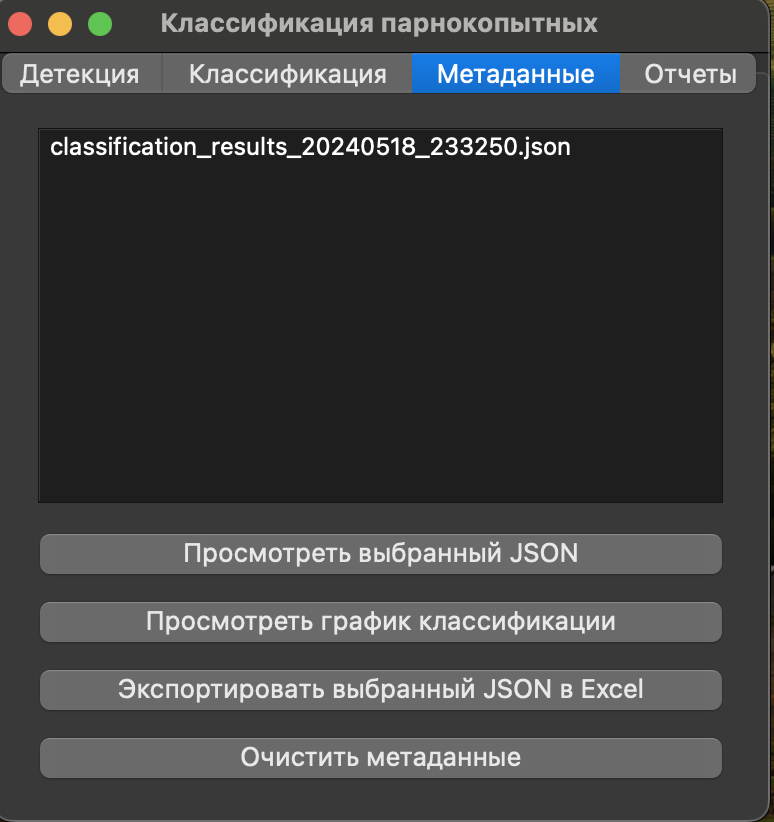 Классификация парнокопытных
Детекция Классификация Метаданные Отчеты
classification_results_20240518_233250.json
Просмотреть выбранный JSON
Просмотреть график классификации
Экспортировать выбранный JSON в Excel
Очистить метаданные